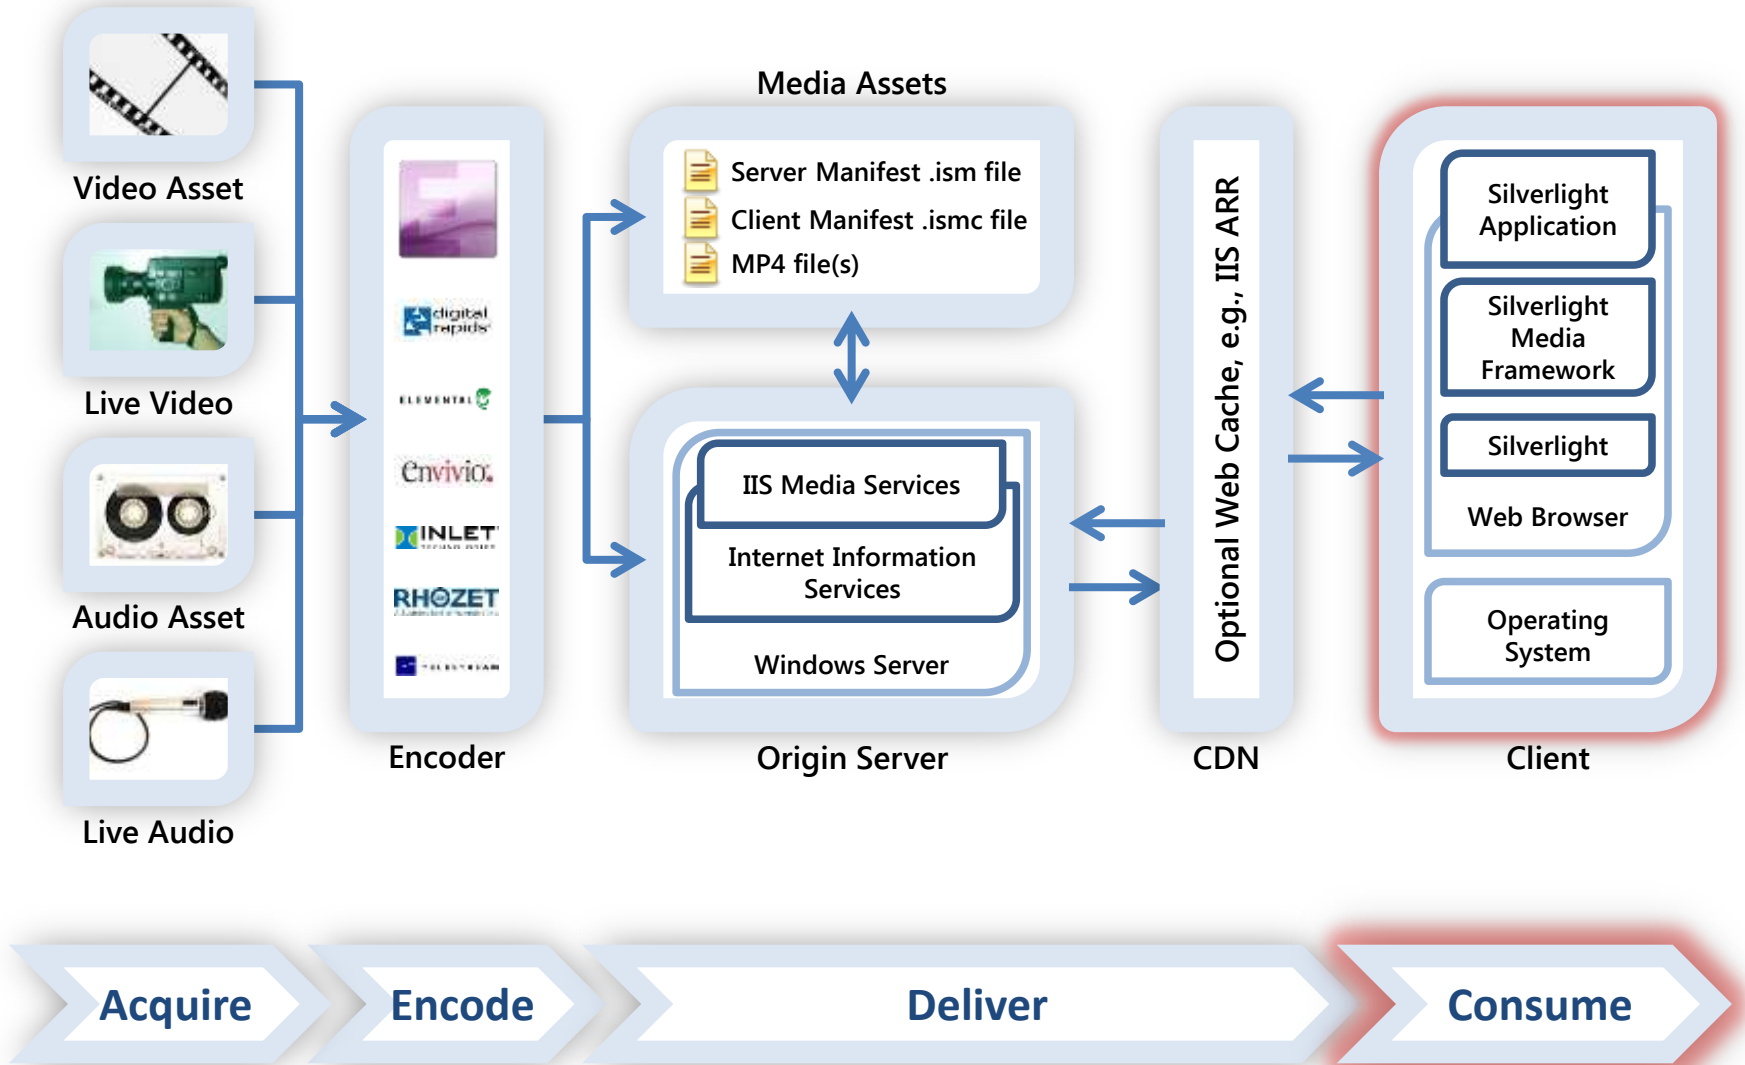 Video Asset
Live Video
Audio Asset
Live Audio
digital
rapids
ELEMENTAL
envivio.
INLET
RHOZET
TELESTREAM
Encoder
Media Assets
Server Manifest .ism file
Client Manifest .ismc file
MP4 file(s)
IIS Media Services
Internet Information
Services
Windows Server
Origin Server
Optional Web Cache, e.g., IIS ARR
CDN
Silverlight
Application
Silverlight
Media
Framework
Silverlight
Web Browser
Operating
System
Client
Acquire
Encode
Deliver
Consume